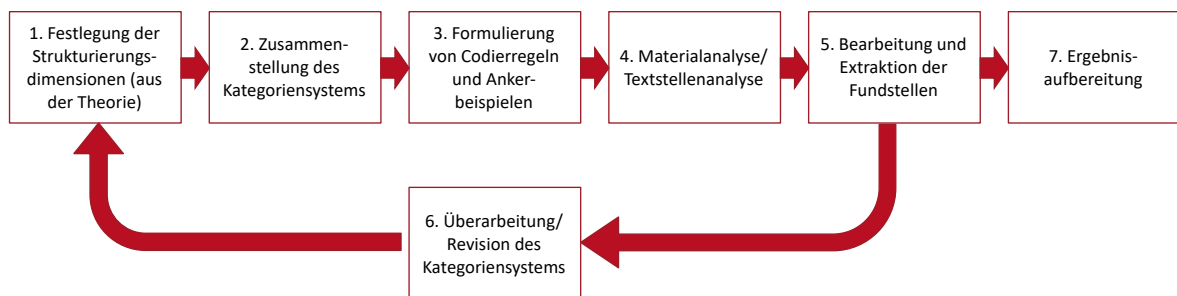 1. Festlegung der
Strukturierungs-
dimensionen (aus
der Theorie)
2. Zusammen-
stellung des
Kategoriensystems
3. Formulierung
von Codierregeln
und Anker-
beispielen
4. Materialanalyse/
Textstellenanalyse
5. Bearbeitung und
Extraktion der
Fundstellen
7. Ergebnis-
aufbereitung
6. Überarbeitung/
Revision des
Kategoriensystems